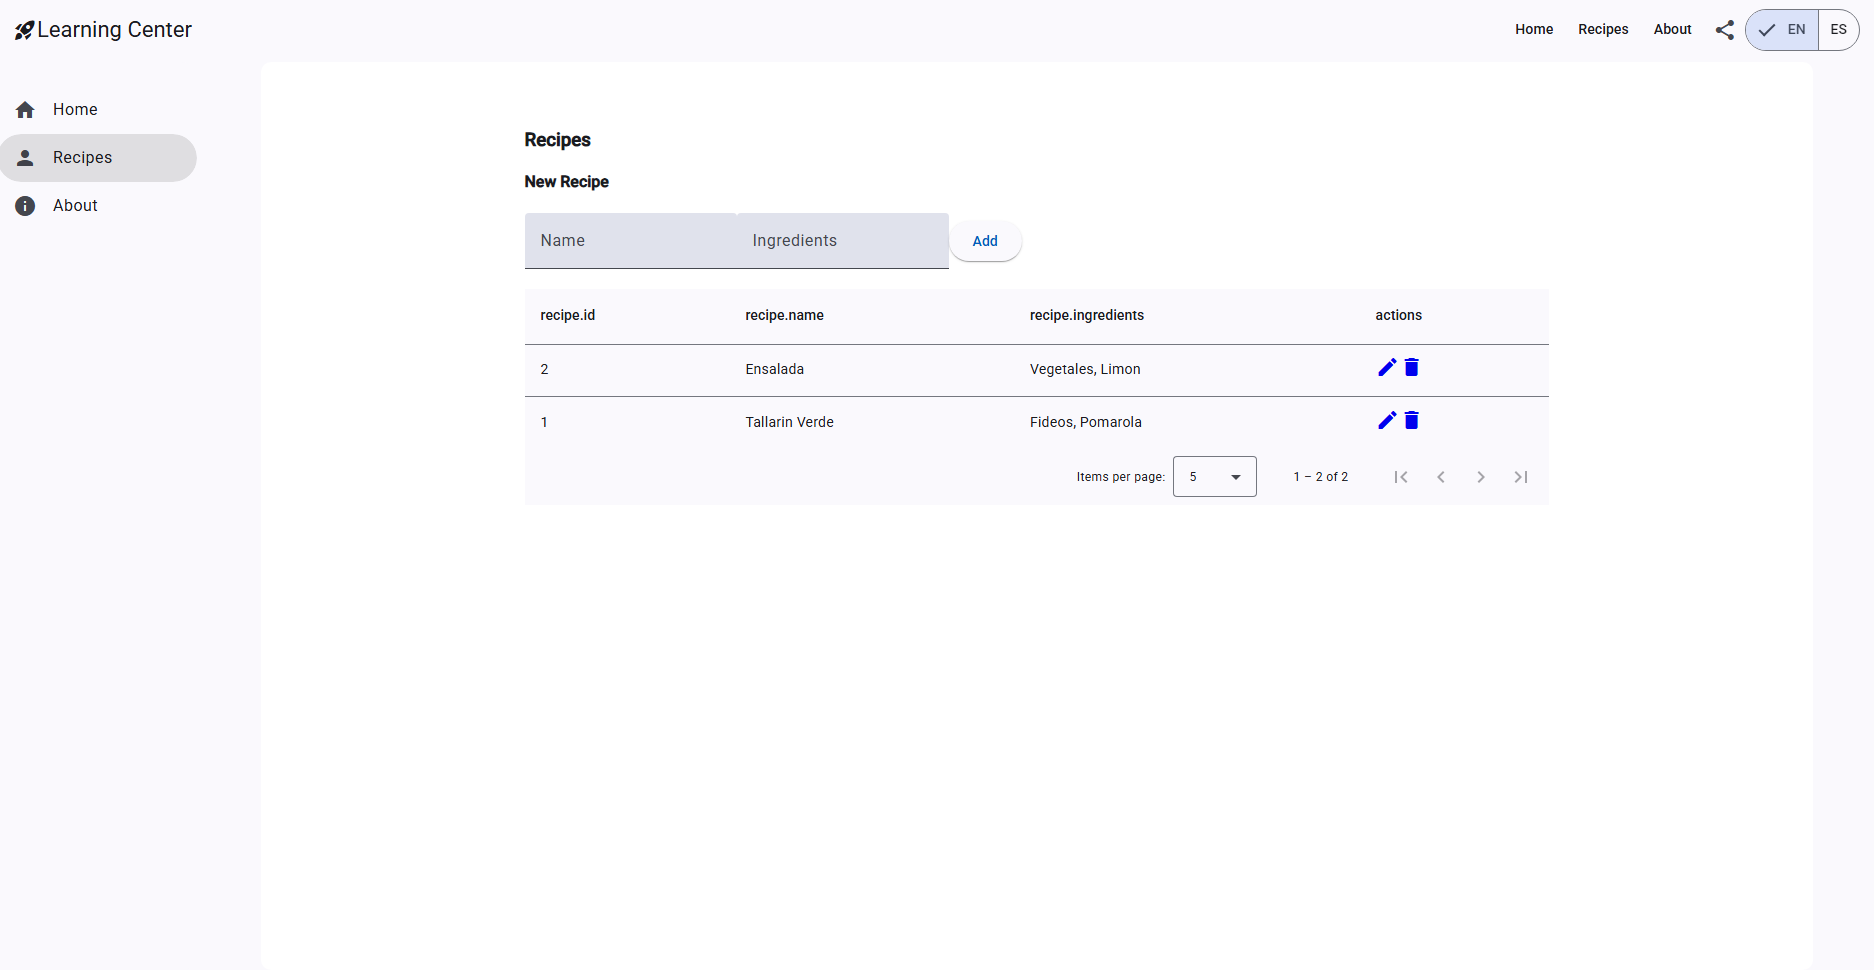 Learning Center
Home Recipes About EN ES
Home
Recipes
About
Recipes
New Recipe
Name Ingredients Add
recipe.id recipe.name recipe.ingredients actions
2 Ensalada Vegetales, Limon
1 Tallarin Verde Fideos, Pomarola
Items per page: 5 1 – 2 of 2